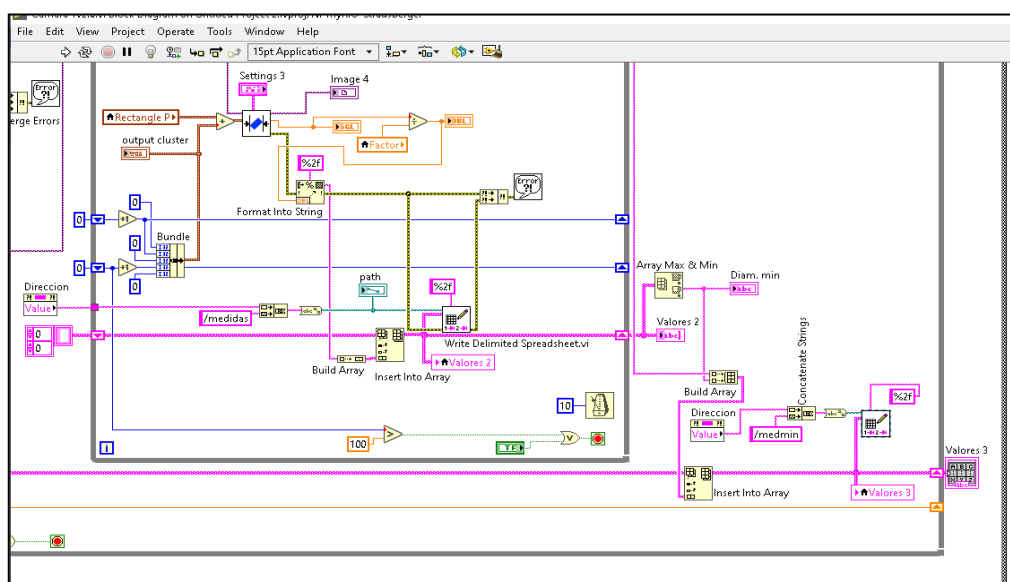 File Edit View Project Operate Tools Window Help
15pt Application Font
Settings 3
Image 4
Error
?!
erge Errors
Rectangle P
SGL
DBL
Factor
output cluster
%2f
Error
?!
Format Into String
0
0
Bundle
0
0
0
Array Max & Min
path
Diam. min
abc
Direccion
Value
%2f
/medidas
Valores 2
abc
0
0
Write Delimited Spreadsheet.vi
Concatenate Strings
Build Array
Insert Into Array
Valores 2
Build Array
%2f
10
Direccion
Value
/medmin
100
TF
i
Valores 3
Insert Into Array
Valores 3